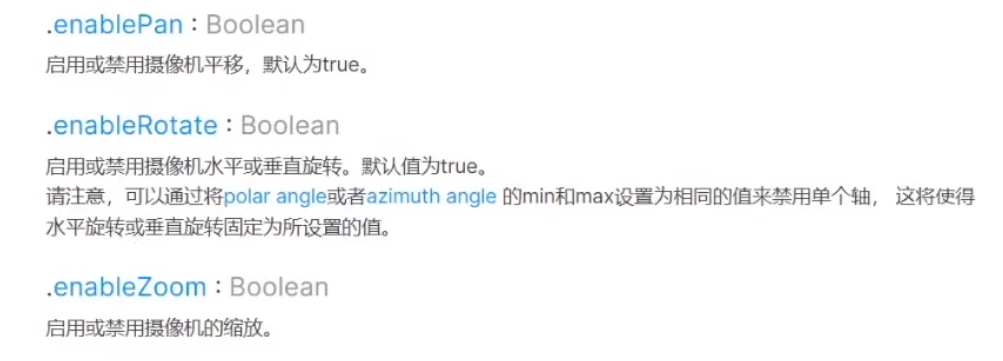 .enablePan : Boolean
启用或禁用摄像机平移，默认为true。
.enableRotate : Boolean
启用或禁用摄像机水平或垂直旋转。默认值为true。
请注意，可以通过将polar angle或者azimuth angle 的min和max设置为相同的值来禁用单个轴， 这将使得
水平旋转或垂直旋转固定为所设置的值。
.enableZoom : Boolean
启用或禁用摄像机的缩放。